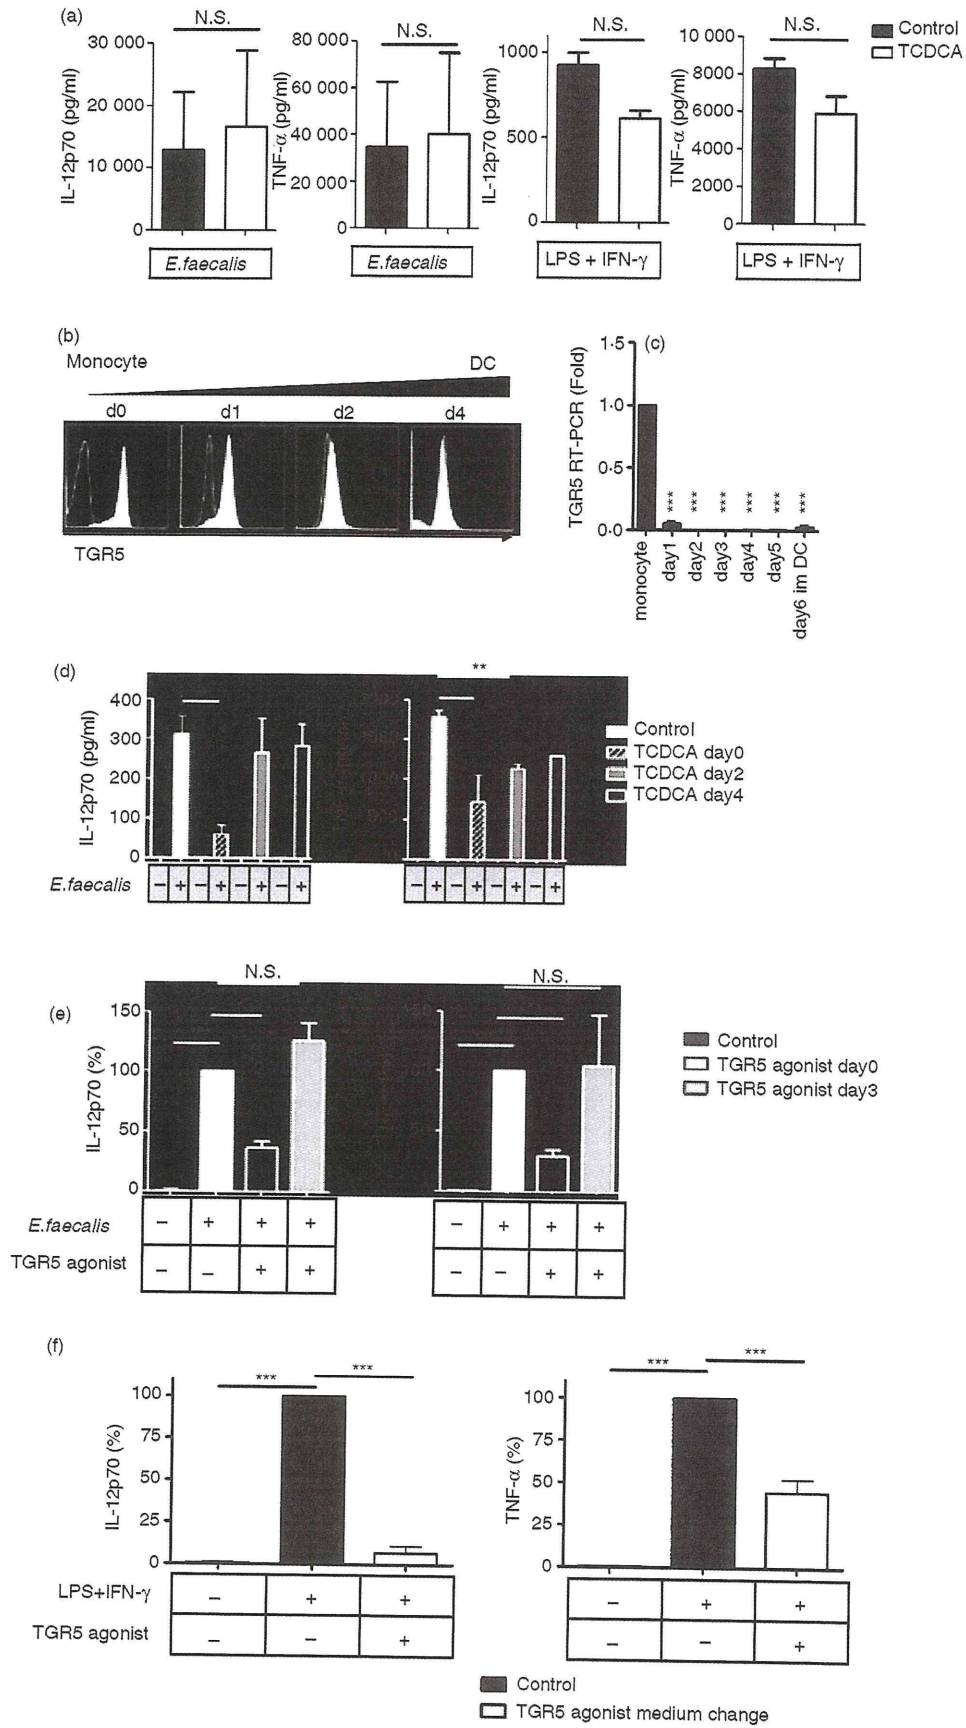 (a)
N.S.
N.S.
N.S.
N.S.
Control
TCDCA
IL-12p70 (pg/ml)
30 000
20 000
10 000
0
E.faecalis
TNF-α (pg/ml)
80 000
60 000
40 000
20 000
0
E.faecalis
IL-12p70 (pg/ml)
1000
500
0
LPS + IFN-γ
TNF-α (pg/ml)
10 000
8000
6000
4000
2000
0
LPS + IFN-γ
(b)
Monocyte
DC
d0
d1
d2
d4
TGR5
(c)
TGR5 RT-PCR (Fold)
1·5
1·0
0·5
0·0
*** *** *** *** *** ***
monocyte
day1
day2
day3
day4
day5
day6 im DC
(d)
**
IL-12p70 (pg/ml)
400
300
200
100
0
Control
TCDCA day0
TCDCA day2
TCDCA day4
E.faecalis
– + – + – + – +
– + – + – + – +
(e)
N.S.
N.S.
IL-12p70 (%)
150
100
50
0
Control
TGR5 agonist day0
TGR5 agonist day3
E.faecalis – + + + – + + +
TGR5 agonist – – + + – – + +
(f)
*** ***
*** ***
IL-12p70 (%)
100
75
50
25
0
TNF-α (%)
100
75
50
25
0
LPS+IFN-γ – + + – + +
TGR5 agonist – – + – – +
Control
TGR5 agonist medium change